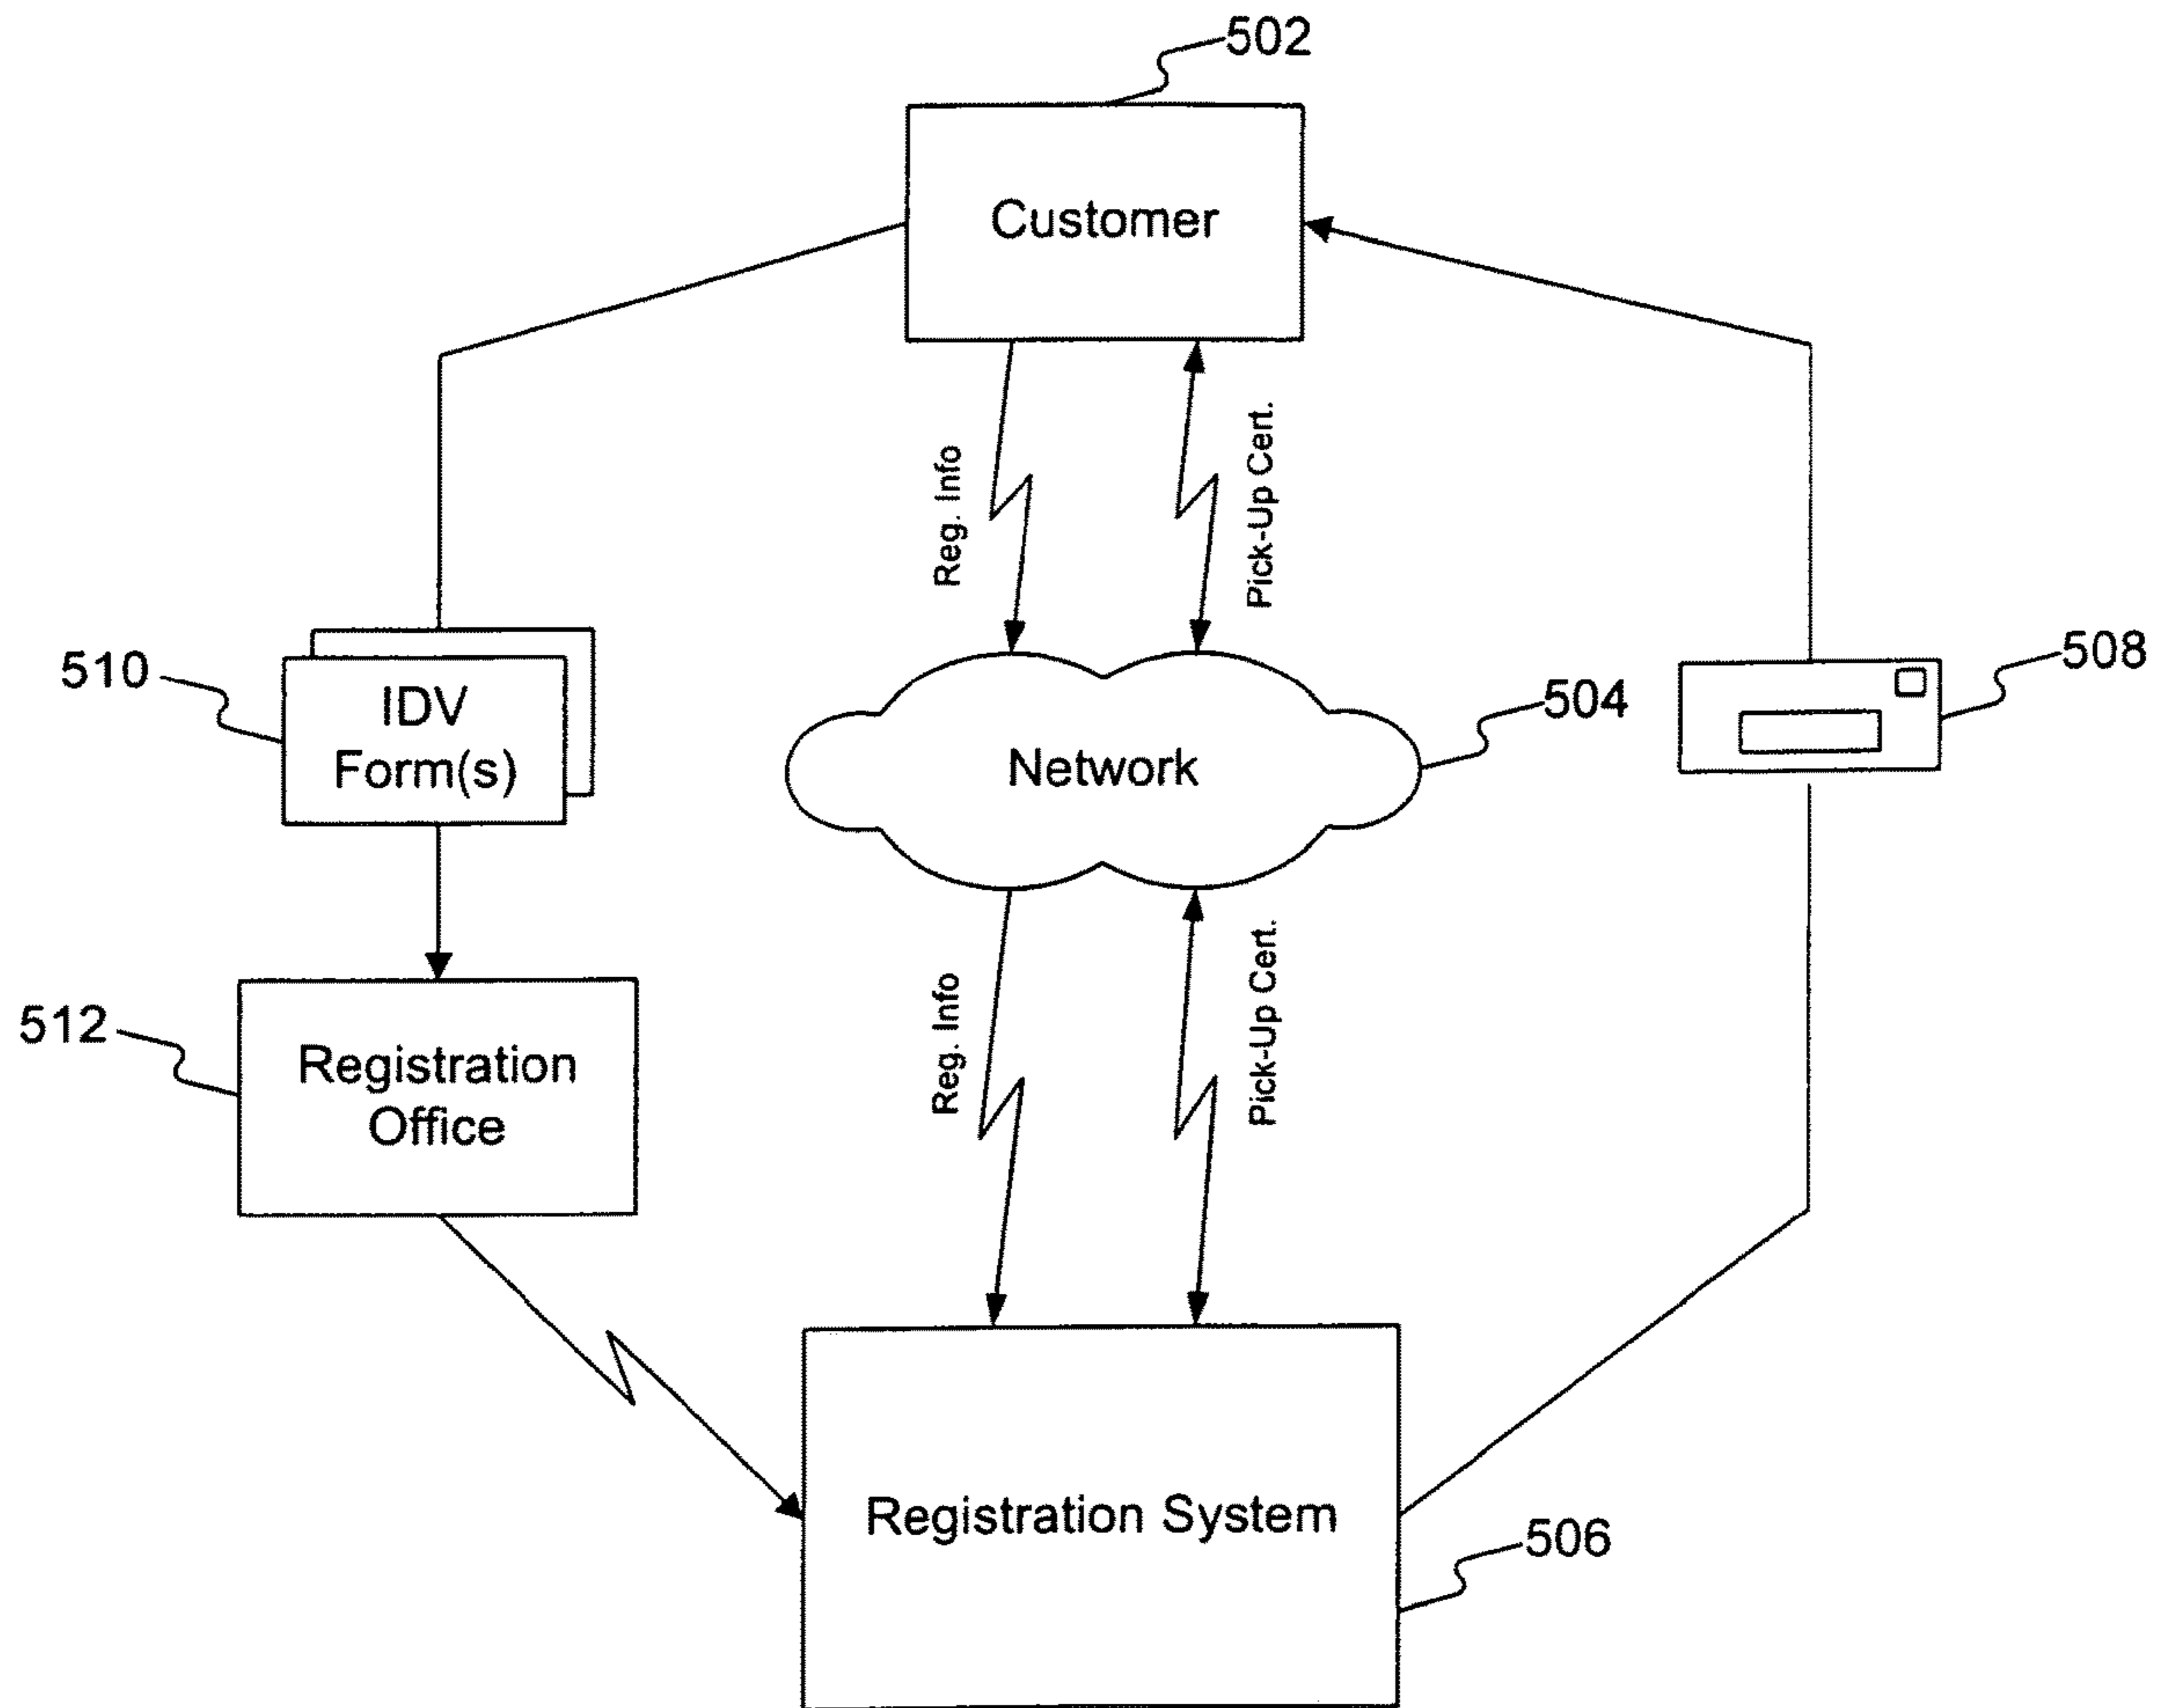 502
Customer
Reg. Info
Pick-Up Cert.
510
IDV
Form(s)
504
Network
508
512
Registration
Office
Reg. Info
Pick-Up Cert.
Registration System
506